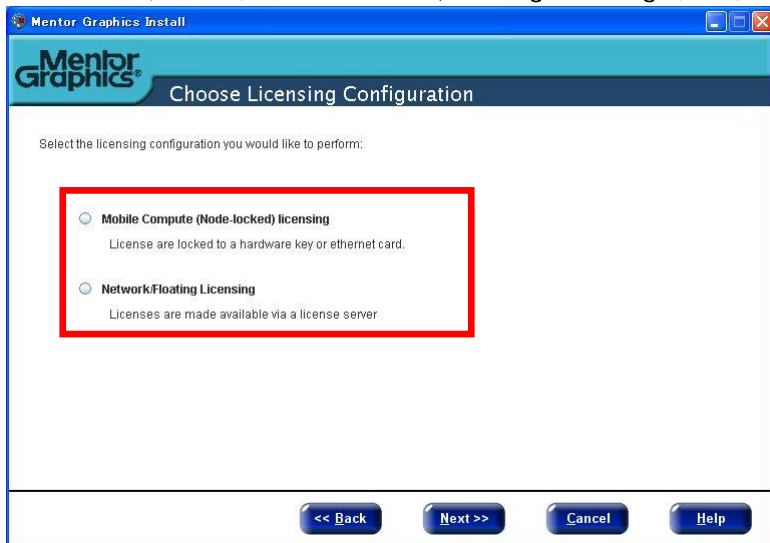 Mentor Graphics Install
Mentor
Graphics®
Choose Licensing Configuration
Select the licensing configuration you would like to perform:
Mobile Compute (Node-locked) licensing
License are locked to a hardware key or ethernet card.
Network/Floating Licensing
Licenses are made available via a license server
<< Back Next >> Cancel Help